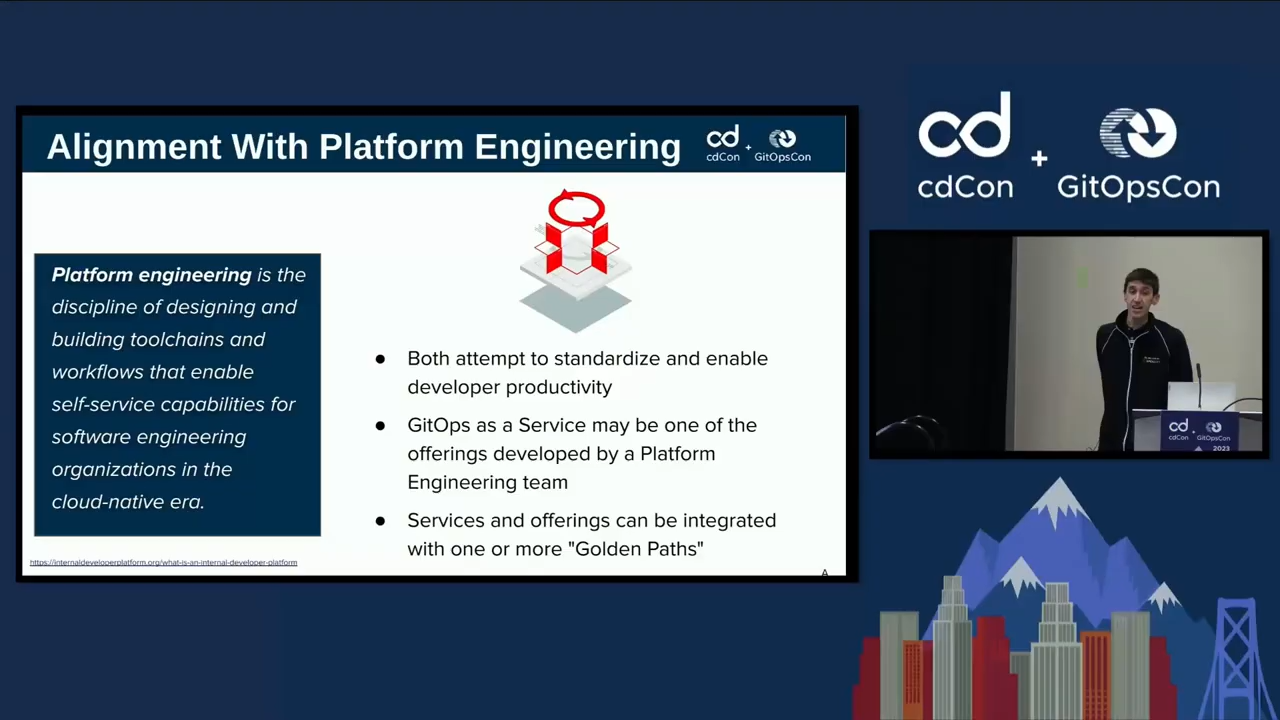 Alignment With Platform Engineering
cd
cdCon
+
GitOpsCon
Platform engineering is the
discipline of designing and
building toolchains and
workflows that enable
self-service capabilities for
software engineering
organizations in the
cloud-native era.
https://internaldeveloperplatform.org/what-is-an-internal-developer-platform
● Both attempt to standardize and enable
developer productivity
● GitOps as a Service may be one of the
offerings developed by a Platform
Engineering team
● Services and offerings can be integrated
with one or more "Golden Paths"
A
cd
cdCon
+
GitOpsCon
cd
cdCon
+
GitOpsCon
2023